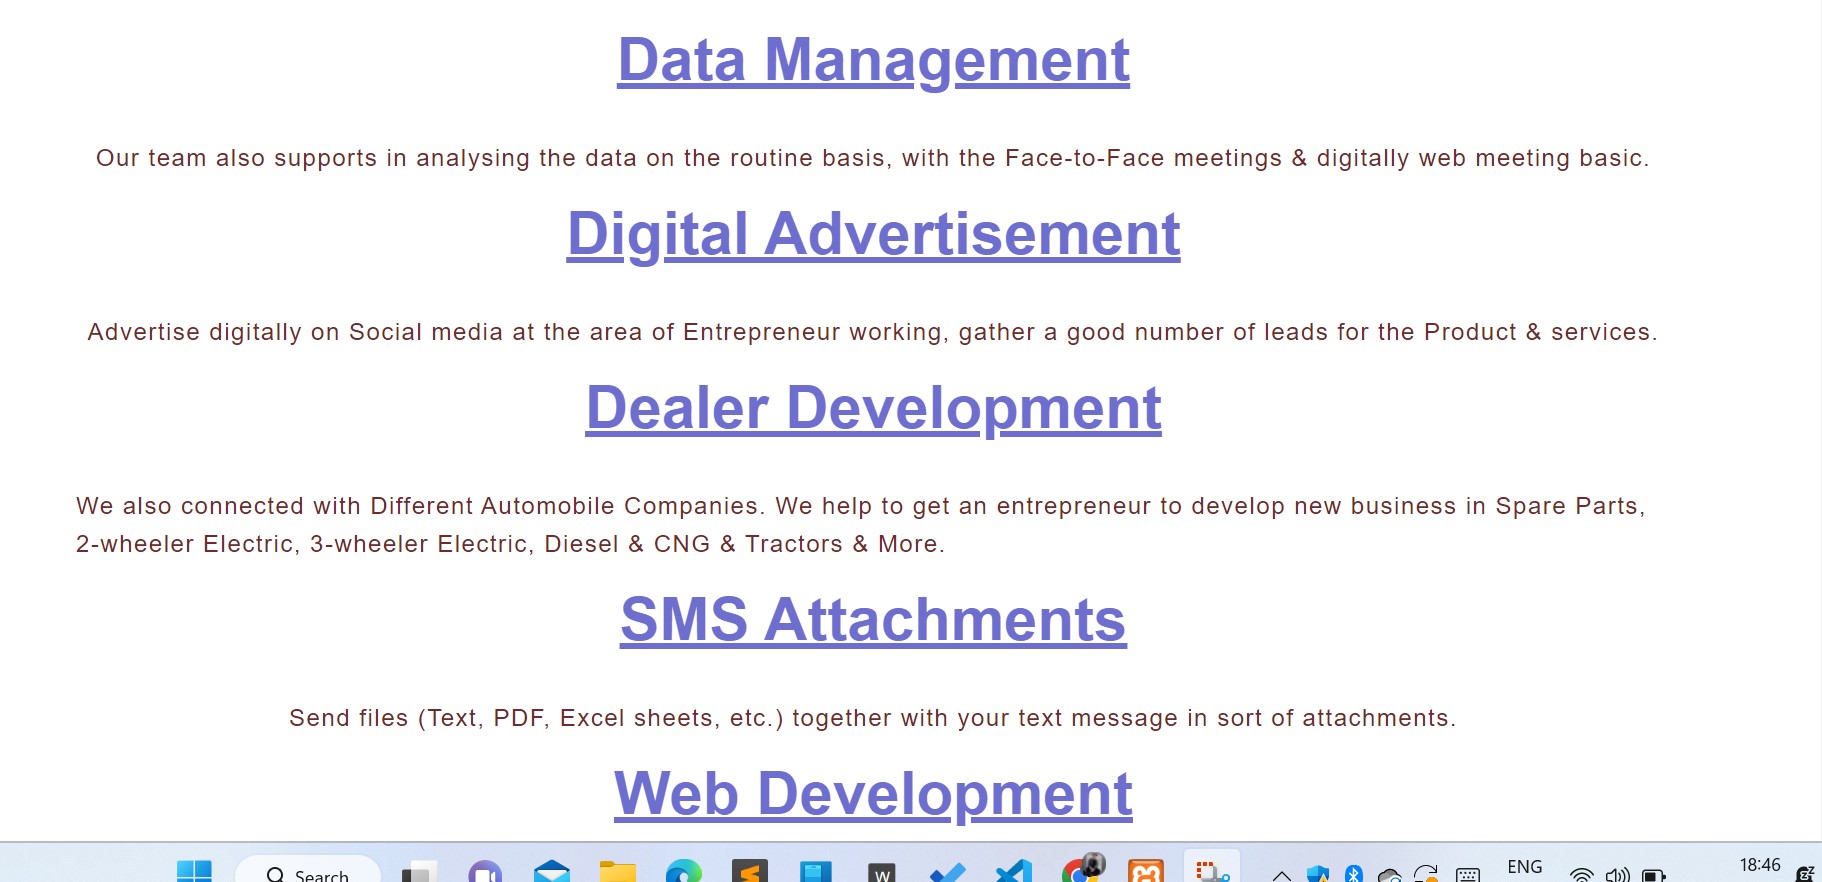 Data Management
Our team also supports in analysing the data on the routine basis, with the Face-to-Face meetings & digitally web meeting basic.
Digital Advertisement
Advertise digitally on Social media at the area of Entrepreneur working, gather a good number of leads for the Product & services.
Dealer Development
We also connected with Different Automobile Companies. We help to get an entrepreneur to develop new business in Spare Parts,
2-wheeler Electric, 3-wheeler Electric, Diesel & CNG & Tractors & More.
SMS Attachments
Send files (Text, PDF, Excel sheets, etc.) together with your text message in sort of attachments.
Web Development
Search
W
ENG
18:46